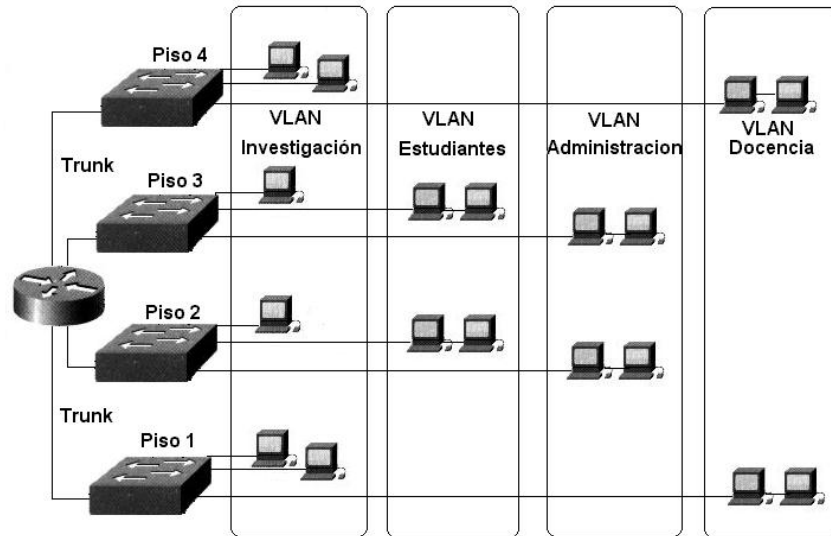 Piso 4
VLAN
Investigación
VLAN
Estudiantes
VLAN
Administracion
VLAN
Docencia
Trunk
Piso 3
Piso 2
Trunk
Piso 1